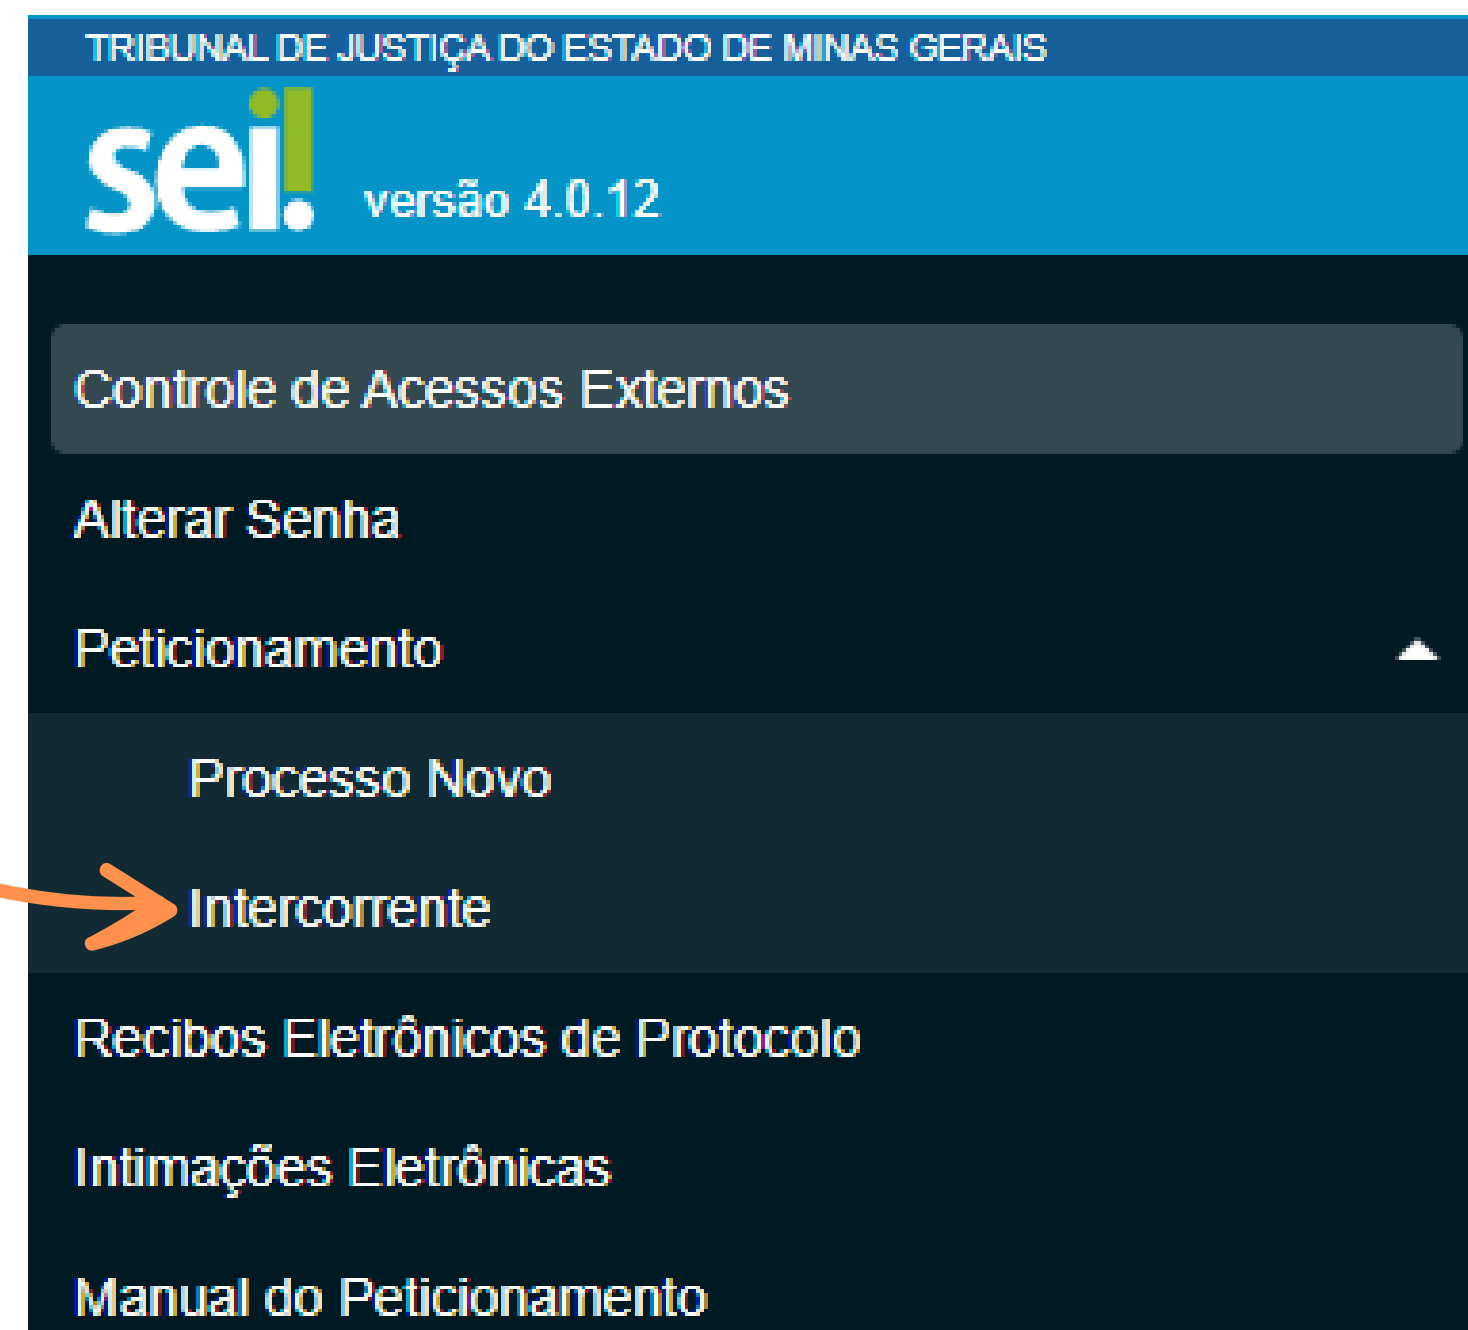 TRIBUNAL DE JUSTIÇA DO ESTADO DE MINAS GERAIS
sei! versão 4.0.12
Controle de Acessos Externos
Alterar Senha
Peticionamento
Processo Novo
Intercorrente
Recibos Eletrônicos de Protocolo
Intimações Eletrônicas
Manual do Peticionamento